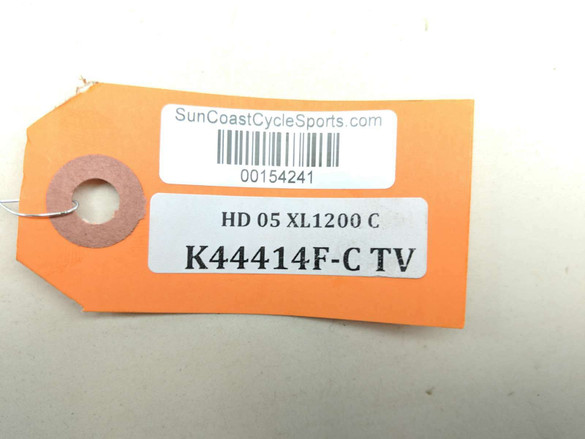 SunCoastCycleSports.com
00154241
HD 05 XL1200 C
K44414F-C TV